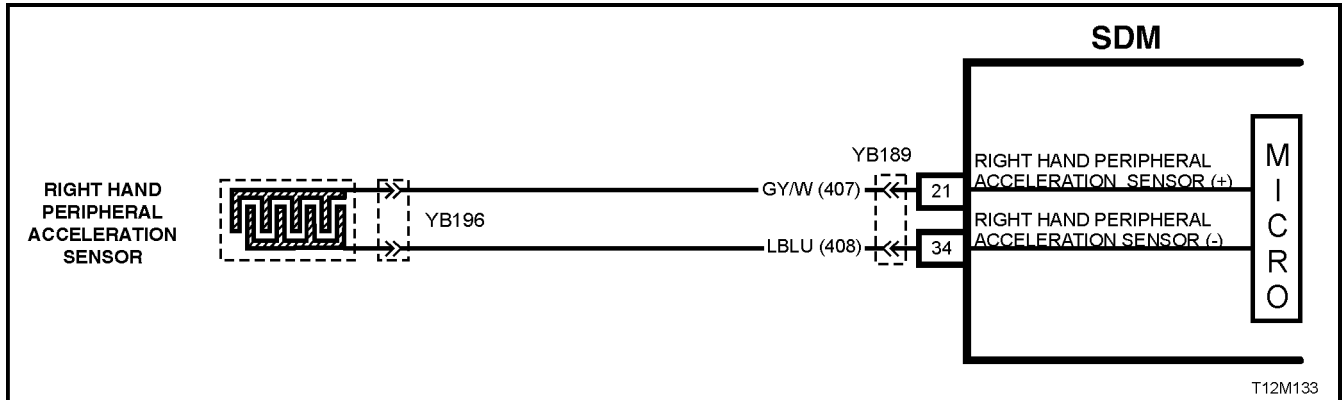 SDM
YB189
RIGHT HAND
PERIPHERAL
ACCELERATION
SENSOR
YB196
GY/W (407)
21
RIGHT HAND PERIPHERAL
ACCELERATION SENSOR (+)
LBLU (408)
34
RIGHT HAND PERIPHERAL
ACCELERATION SENSOR (-)
MICRO
T12M133